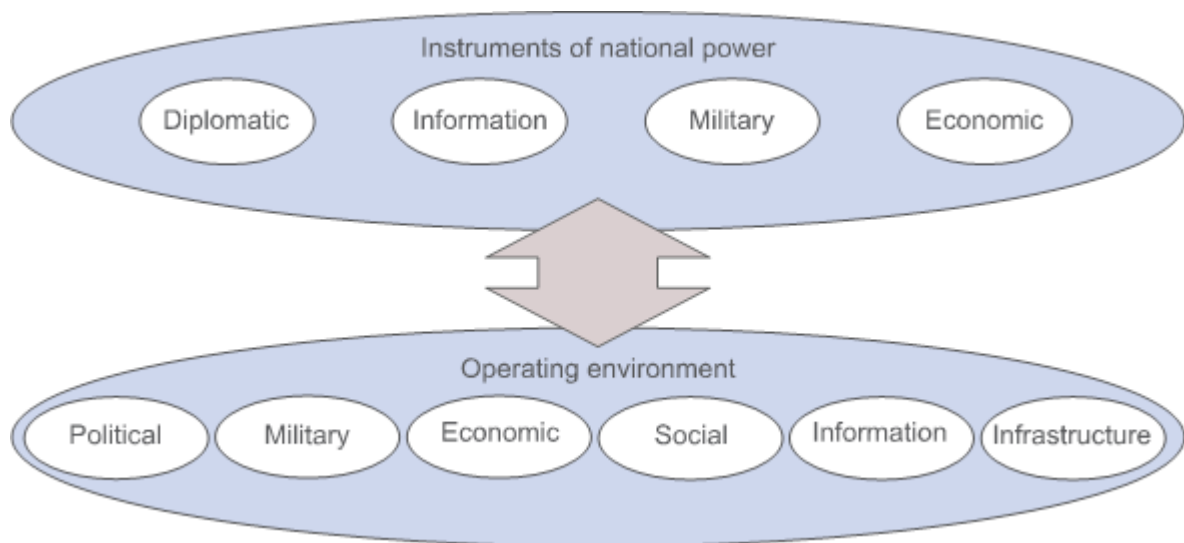 Instruments of national power
Diplomatic
Information
Military
Economic
Operating environment
Political
Military
Economic
Social
Information
Infrastructure